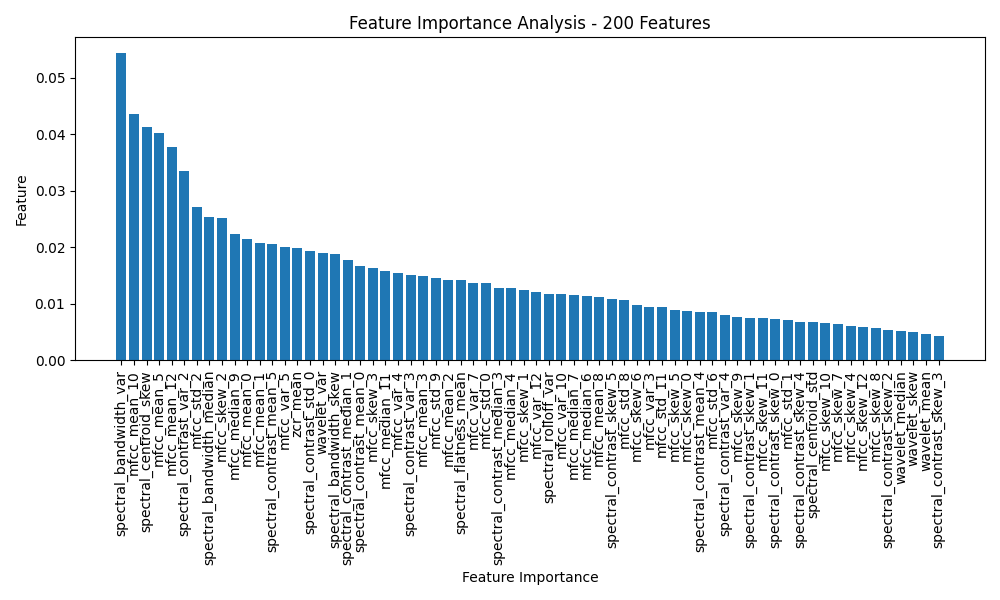 Feature Importance Analysis - 200 Features
Feature
0.05
0.04
0.03
0.02
0.01
0.00
spectral_bandwidth_var
mfcc_mean_10
spectral_centroid_skew
mfcc_mean_5
mfcc_mean_12
spectral_contrast_var_2
mfcc_std_2
spectral_bandwidth_median
mfcc_skew_2
mfcc_median_9
mfcc_mean_0
mfcc_mean_1
spectral_contrast_mean_5
mfcc_var_5
zcr_mean
spectral_contrast_std_0
wavelet_var
spectral_bandwidth_skew
spectral_contrast_median_1
spectral_contrast_mean_0
mfcc_skew_3
mfcc_median_11
mfcc_var_4
spectral_contrast_var_3
mfcc_mean_3
mfcc_std_9
mfcc_mean_2
spectral_flatness_mean
mfcc_var_7
mfcc_std_0
spectral_contrast_median_3
mfcc_median_4
mfcc_skew_1
mfcc_var_12
spectral_rolloff_var
mfcc_var_10
mfcc_median_7
mfcc_median_6
mfcc_mean_8
spectral_contrast_skew_5
mfcc_std_8
mfcc_skew_6
mfcc_var_3
mfcc_std_11
mfcc_skew_5
mfcc_skew_0
spectral_contrast_mean_4
mfcc_std_6
spectral_contrast_var_4
mfcc_skew_9
spectral_contrast_skew_1
mfcc_skew_11
spectral_contrast_skew_0
mfcc_std_1
spectral_contrast_skew_4
spectral_centroid_std
mfcc_skew_10
mfcc_skew_7
mfcc_skew_4
mfcc_skew_12
mfcc_skew_8
spectral_contrast_skew_2
wavelet_median
wavelet_skew
wavelet_mean
spectral_contrast_skew_3
Feature Importance